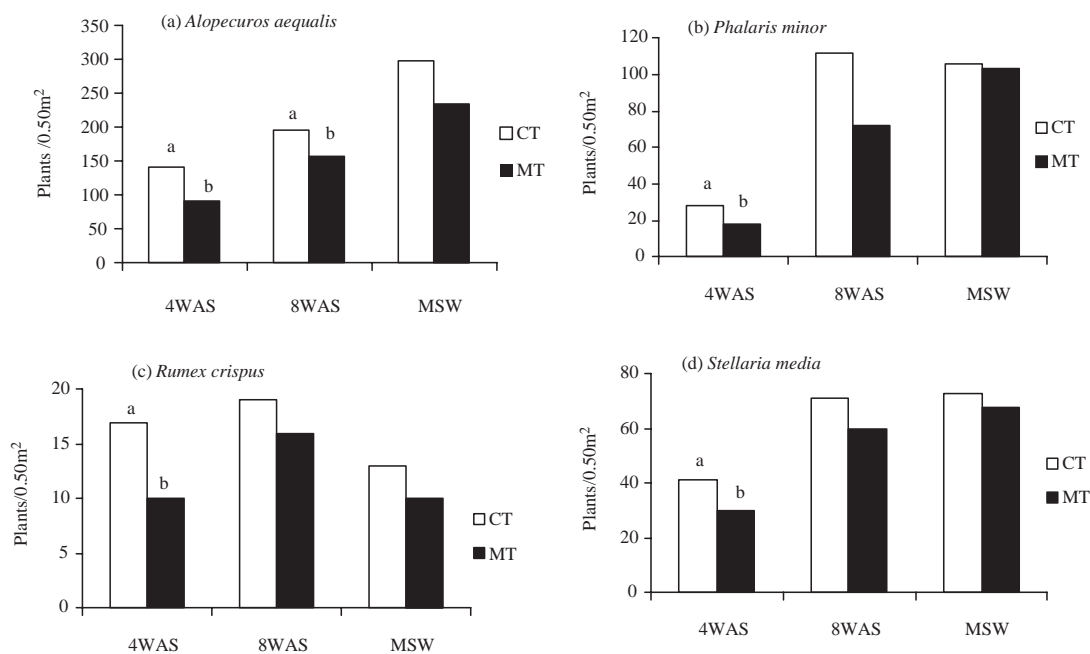 (a) Alopecuros aequalis
Plants /0.50m²
300
250
200
150
100
50
0
a
b
a
b
4WAS
8WAS
MSW
CT
MT
(b) Phalaris minor
Plants/0.50m²
120
100
80
60
40
20
0
a
b
4WAS
8WAS
MSW
CT
MT
(c) Rumex crispus
Plants/0.50m²
20
15
10
5
0
a
b
4WAS
8WAS
MSW
CT
MT
(d) Stellaria media
Plants/0.50m²
80
60
40
20
0
a
b
4WAS
8WAS
MSW
CT
MT